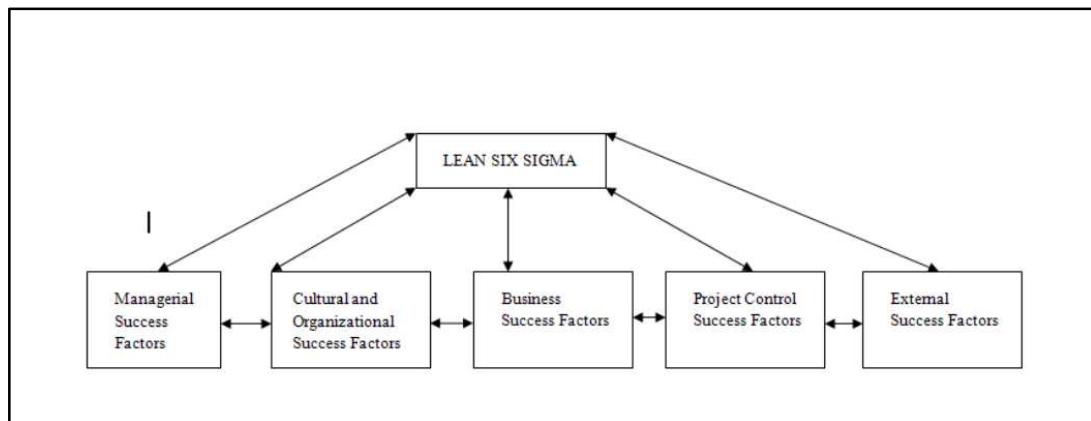 LEAN SIX SIGMA
Managerial
Success
Factors
Cultural and
Organizational
Success Factors
Business
Success Factors
Project Control
Success Factors
External
Success Factors